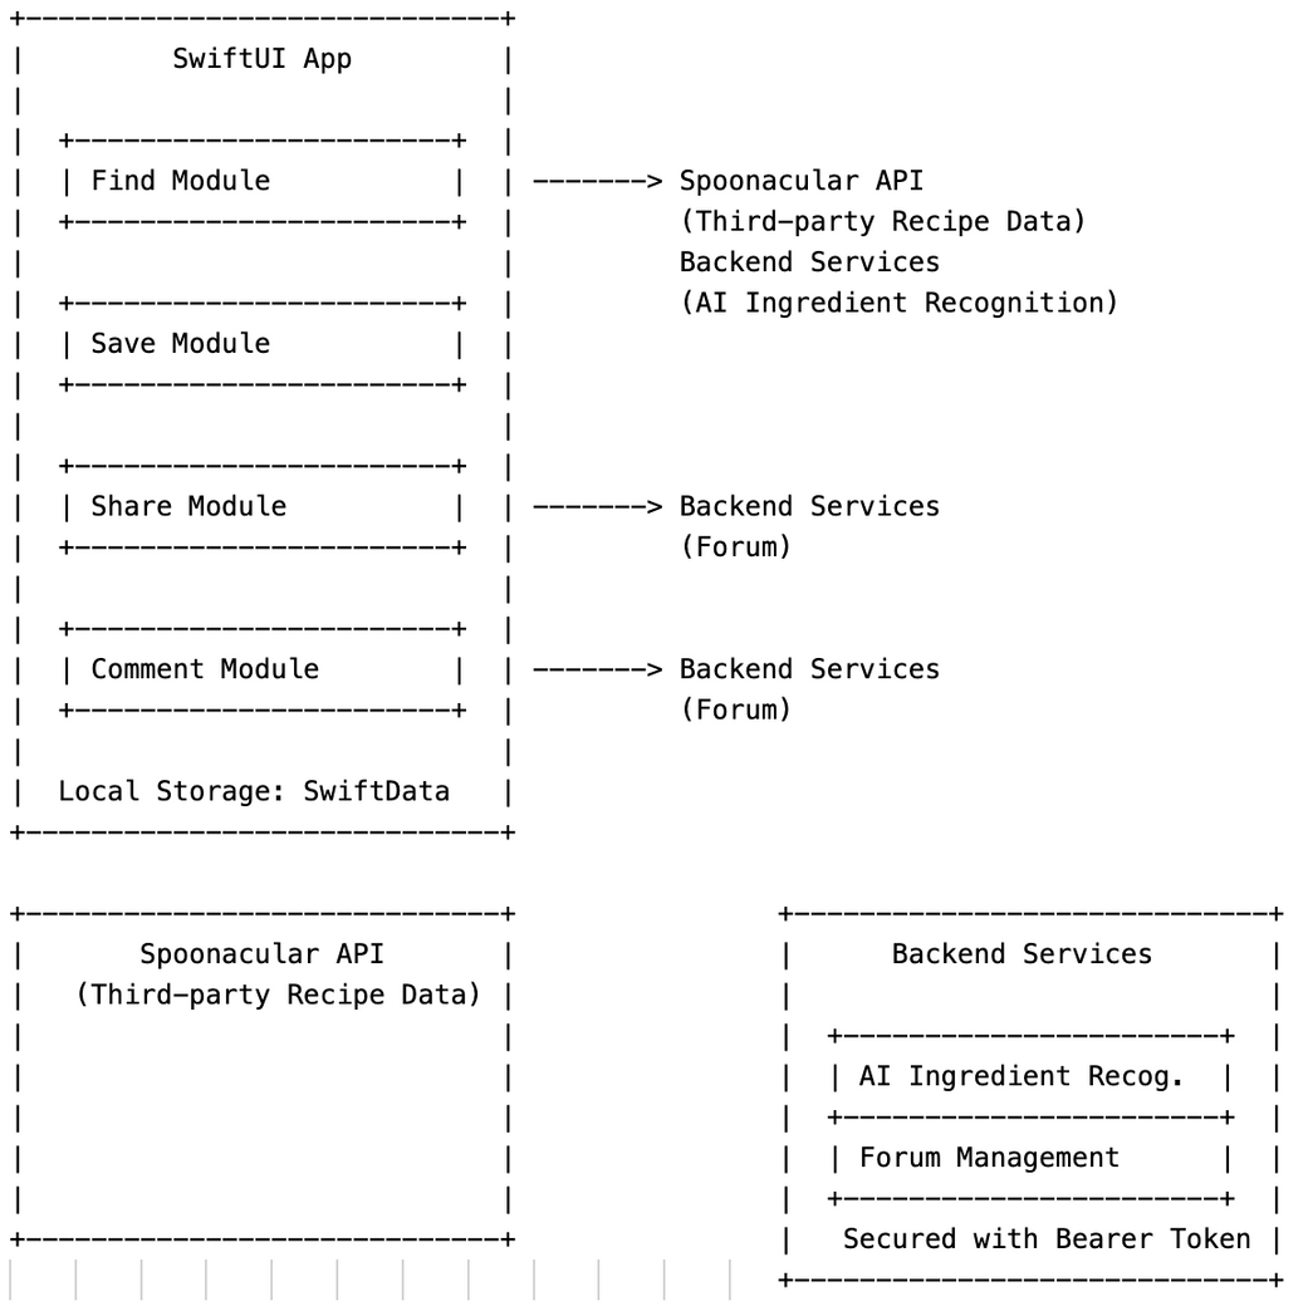 SwiftUI App
Find Module -------> Spoonacular API
(Third-party Recipe Data)
Backend Services
(AI Ingredient Recognition)
Save Module
Share Module -------> Backend Services
(Forum)
Comment Module -------> Backend Services
(Forum)
Local Storage: SwiftData
Spoonacular API
(Third-party Recipe Data)
Backend Services
AI Ingredient Recog.
Forum Management
Secured with Bearer Token